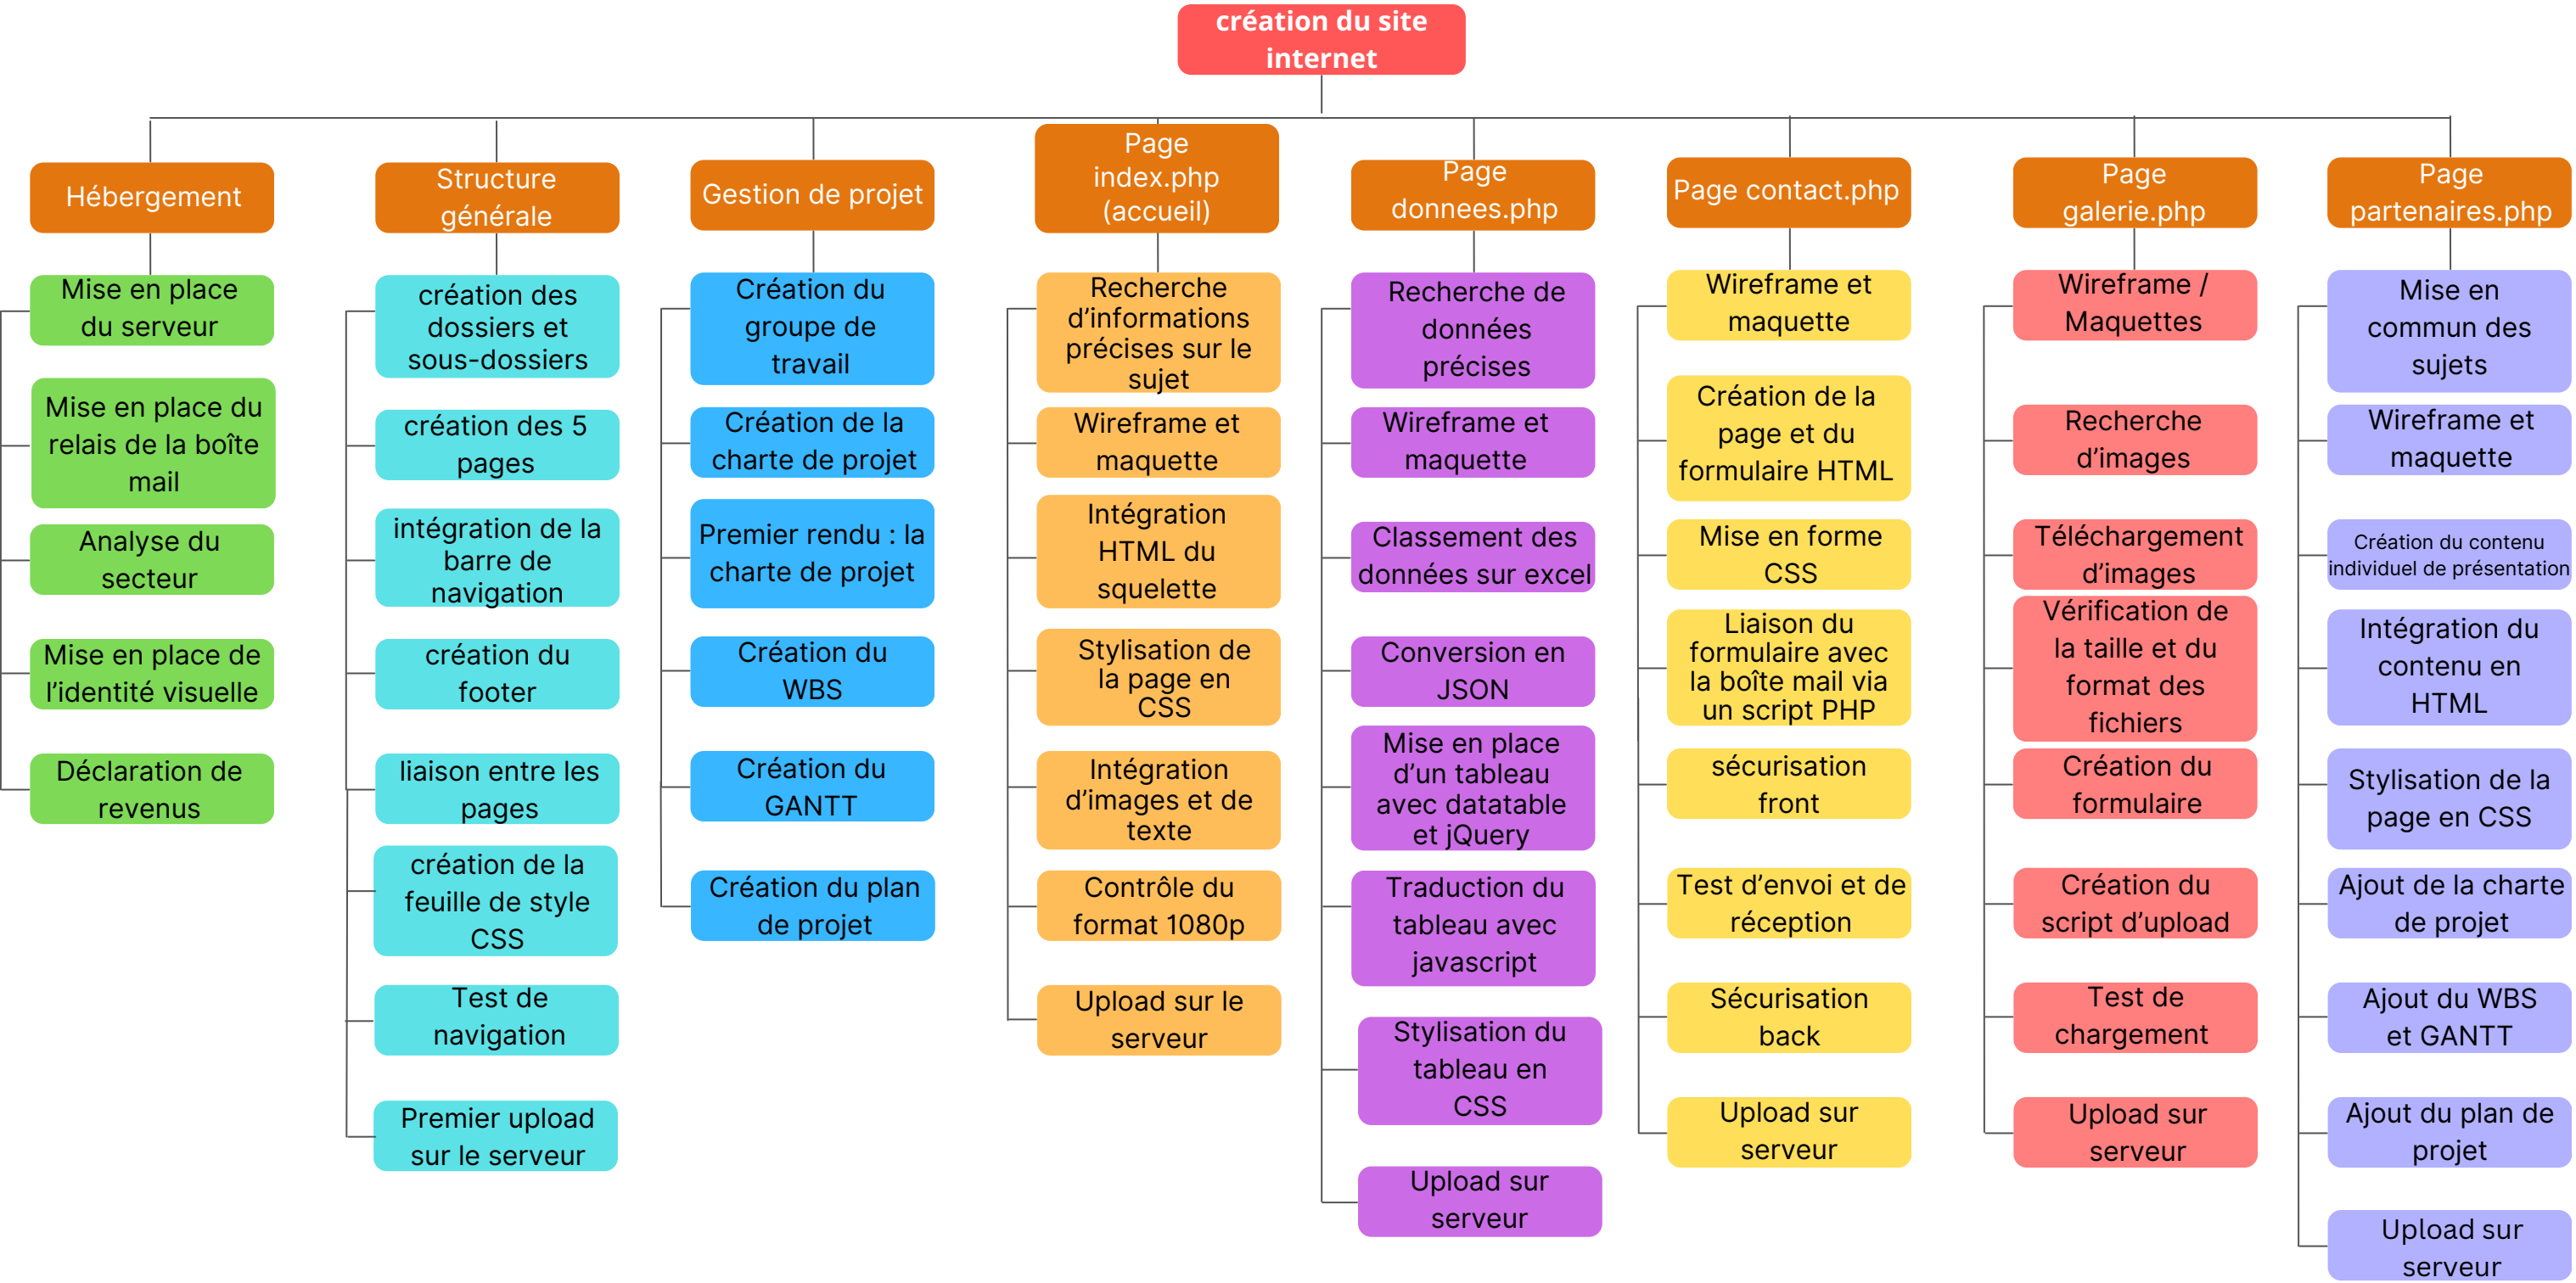 création du site
internet
Hébergement
Mise en place
du serveur
Mise en place du
relais de la boîte
mail
Analyse du
secteur
Mise en place de
l’identité visuelle
Déclaration de
revenus
Structure
générale
création des
dossiers et
sous-dossiers
création des 5
pages
intégration de la
barre de
navigation
création du
footer
liaison entre les
pages
création de la
feuille de style
CSS
Test de
navigation
Premier upload
sur le serveur
Gestion de projet
Création du
groupe de
travail
Création de la
charte de projet
Premier rendu : la
charte de projet
Création du
WBS
Création du
GANTT
Création du plan
de projet
Page
index.php
(accueil)
Recherche
d’informations
précises sur le
sujet
Wireframe et
maquette
Intégration
HTML du
squelette
Stylisation de
la page en
CSS
Intégration
d’images et de
texte
Contrôle du
format 1080p
Upload sur le
serveur
Page
donnees.php
Recherche de
données
précises
Wireframe et
maquette
Classement des
données sur excel
Conversion en
JSON
Mise en place
d’un tableau
avec datatable
et jQuery
Traduction du
tableau avec
javascript
Stylisation du
tableau en
CSS
Upload sur
serveur
Page contact.php
Wireframe et
maquette
Création de la
page et du
formulaire HTML
Mise en forme
CSS
Liaison du
formulaire avec
la boîte mail via
un script PHP
sécurisation
front
Test d’envoi et de
réception
Sécurisation
back
Upload sur
serveur
Page
galerie.php
Wireframe /
Maquettes
Recherche
d’images
Téléchargement
d’images
Vérification de
la taille et du
format des
fichiers
Création du
formulaire
Création du
script d’upload
Test de
chargement
Upload sur
serveur
Page
partenaires.php
Mise en
commun des
sujets
Wireframe et
maquette
Création du contenu
individuel de présentation
Intégration du
contenu en
HTML
Stylisation de la
page en CSS
Ajout de la charte
de projet
Ajout du WBS
et GANTT
Ajout du plan de
projet
Upload sur
serveur